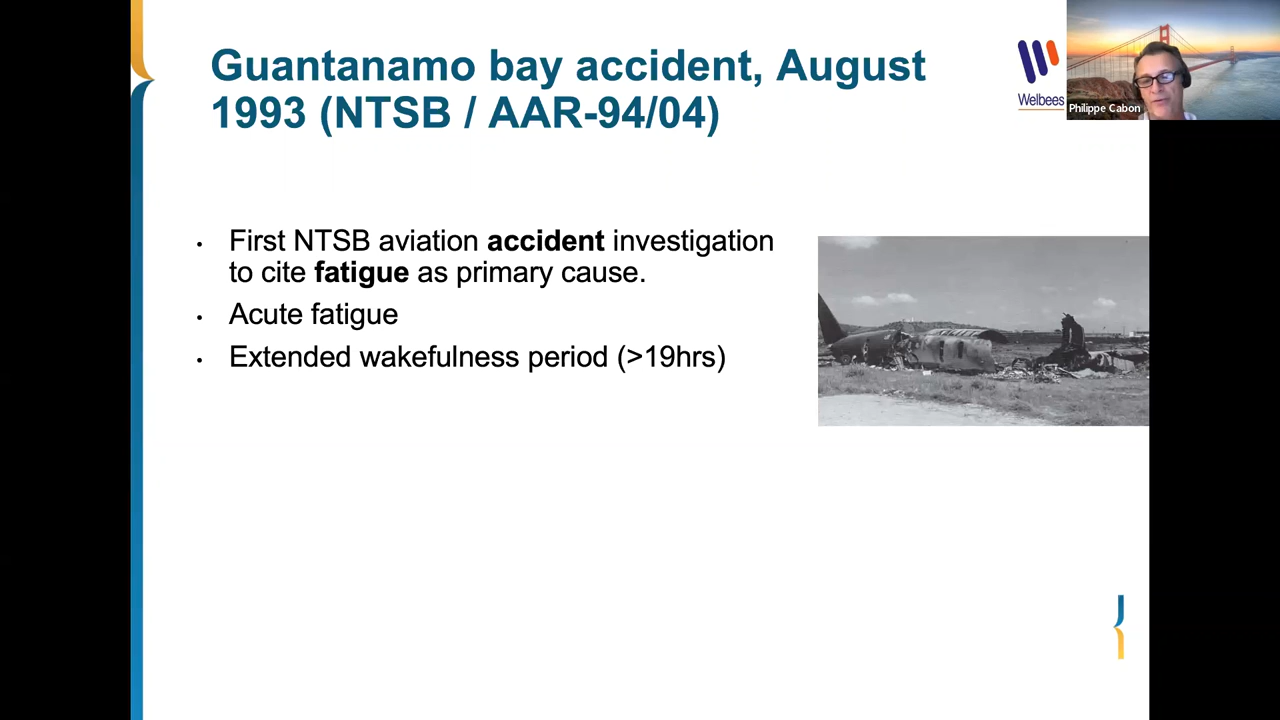 Guantanamo bay accident, August
1993 (NTSB / AAR-94/04)
Welbees
Philippe Cabon
• First NTSB aviation accident investigation
to cite fatigue as primary cause.
• Acute fatigue
• Extended wakefulness period (>19hrs)